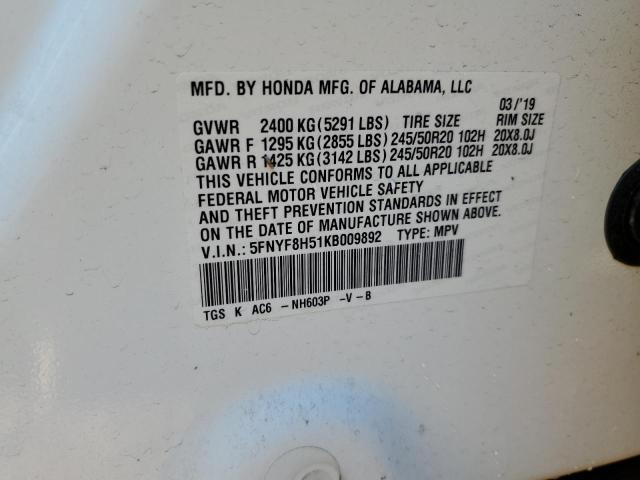 MFD. BY HONDA MFG. OF ALABAMA, LLC
03/'19
GVWR 2400 KG(5291 LBS) TIRE SIZE RIM SIZE
GAWR F 1295 KG(2855 LBS) 245/50R20 102H 20X8.0J
GAWR R 1425 KG(3142 LBS) 245/50R20 102H 20X8.0J
THIS VEHICLE CONFORMS TO ALL APPLICABLE
FEDERAL MOTOR VEHICLE SAFETY
AND THEFT PREVENTION STANDARDS IN EFFECT
ON THE DATE OF MANUFACTURE SHOWN ABOVE.
V.I.N.: 5FNYF8H51KB009892 TYPE: MPV
TGS K AC6 -NH603P -V-B